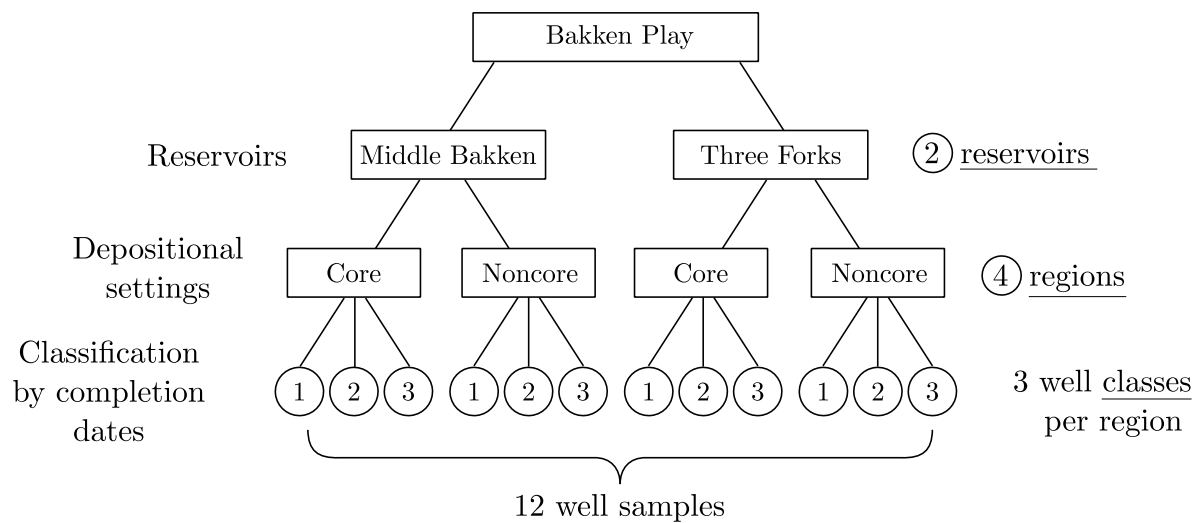 Bakken Play
Reservoirs
Middle Bakken
Three Forks
2 reservoirs
Depositional
settings
Core
Noncore
Core
Noncore
4 regions
Classification
by completion
dates
1 2 3 1 2 3 1 2 3 1 2 3
3 well classes
per region
12 well samples